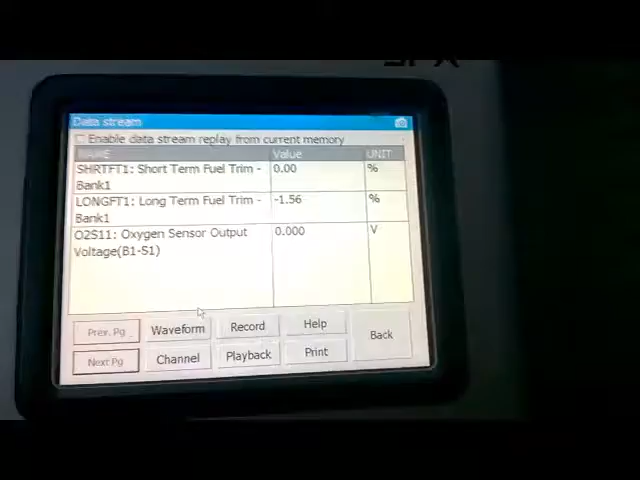 Data stream
Enable data stream replay from current memory
NAME Value UNIT
SHRTFT1: Short Term Fuel Trim - 0.00 %
Bank1
LONGFT1: Long Term Fuel Trim - -1.56 %
Bank1
O2S11: Oxygen Sensor Output 0.000 V
Voltage(B1-S1)
Prev. Pg Waveform Record Help Back
Next Pg Channel Playback Print